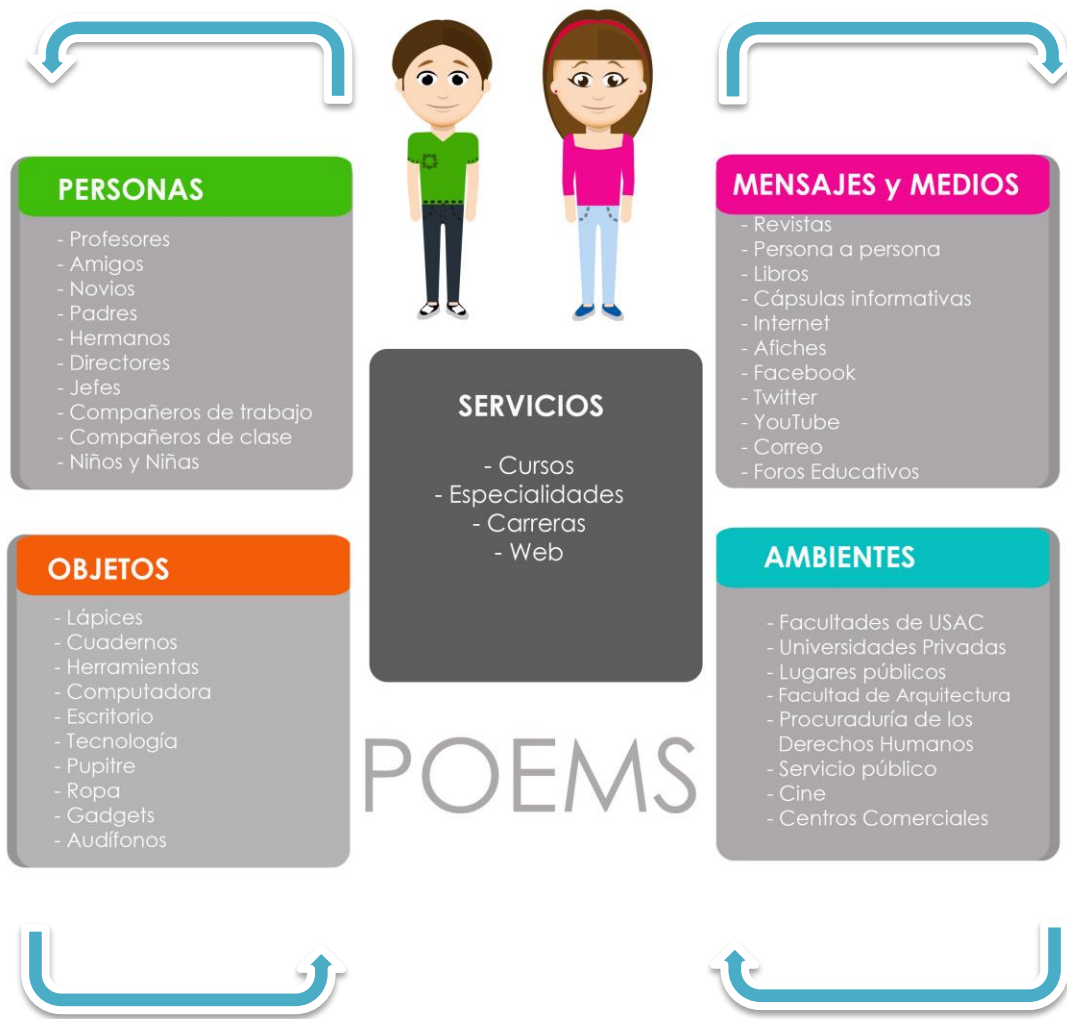 PERSONAS
- Profesores
- Amigos
- Novios
- Padres
- Hermanos
- Directores
- Jefes
- Compañeros de trabajo
- Compañeros de clase
- Niños y Niñas
MENSAJES y MEDIOS
- Revistas
- Persona a persona
- Libros
- Cápsulas informativas
- Internet
- Afiches
- Facebook
- Twitter
- YouTube
- Correo
- Foros Educativos
SERVICIOS
- Cursos
- Especialidades
- Carreras
- Web
OBJETOS
- Lápices
- Cuadernos
- Herramientas
- Computadora
- Escritorio
- Tecnología
- Pupitre
- Ropa
- Gadgets
- Audífonos
AMBIENTES
- Facultades de USAC
- Universidades Privadas
- Lugares públicos
- Facultad de Arquitectura
- Procuraduría de los
Derechos Humanos
- Servicio público
- Cine
- Centros Comerciales
POEMS